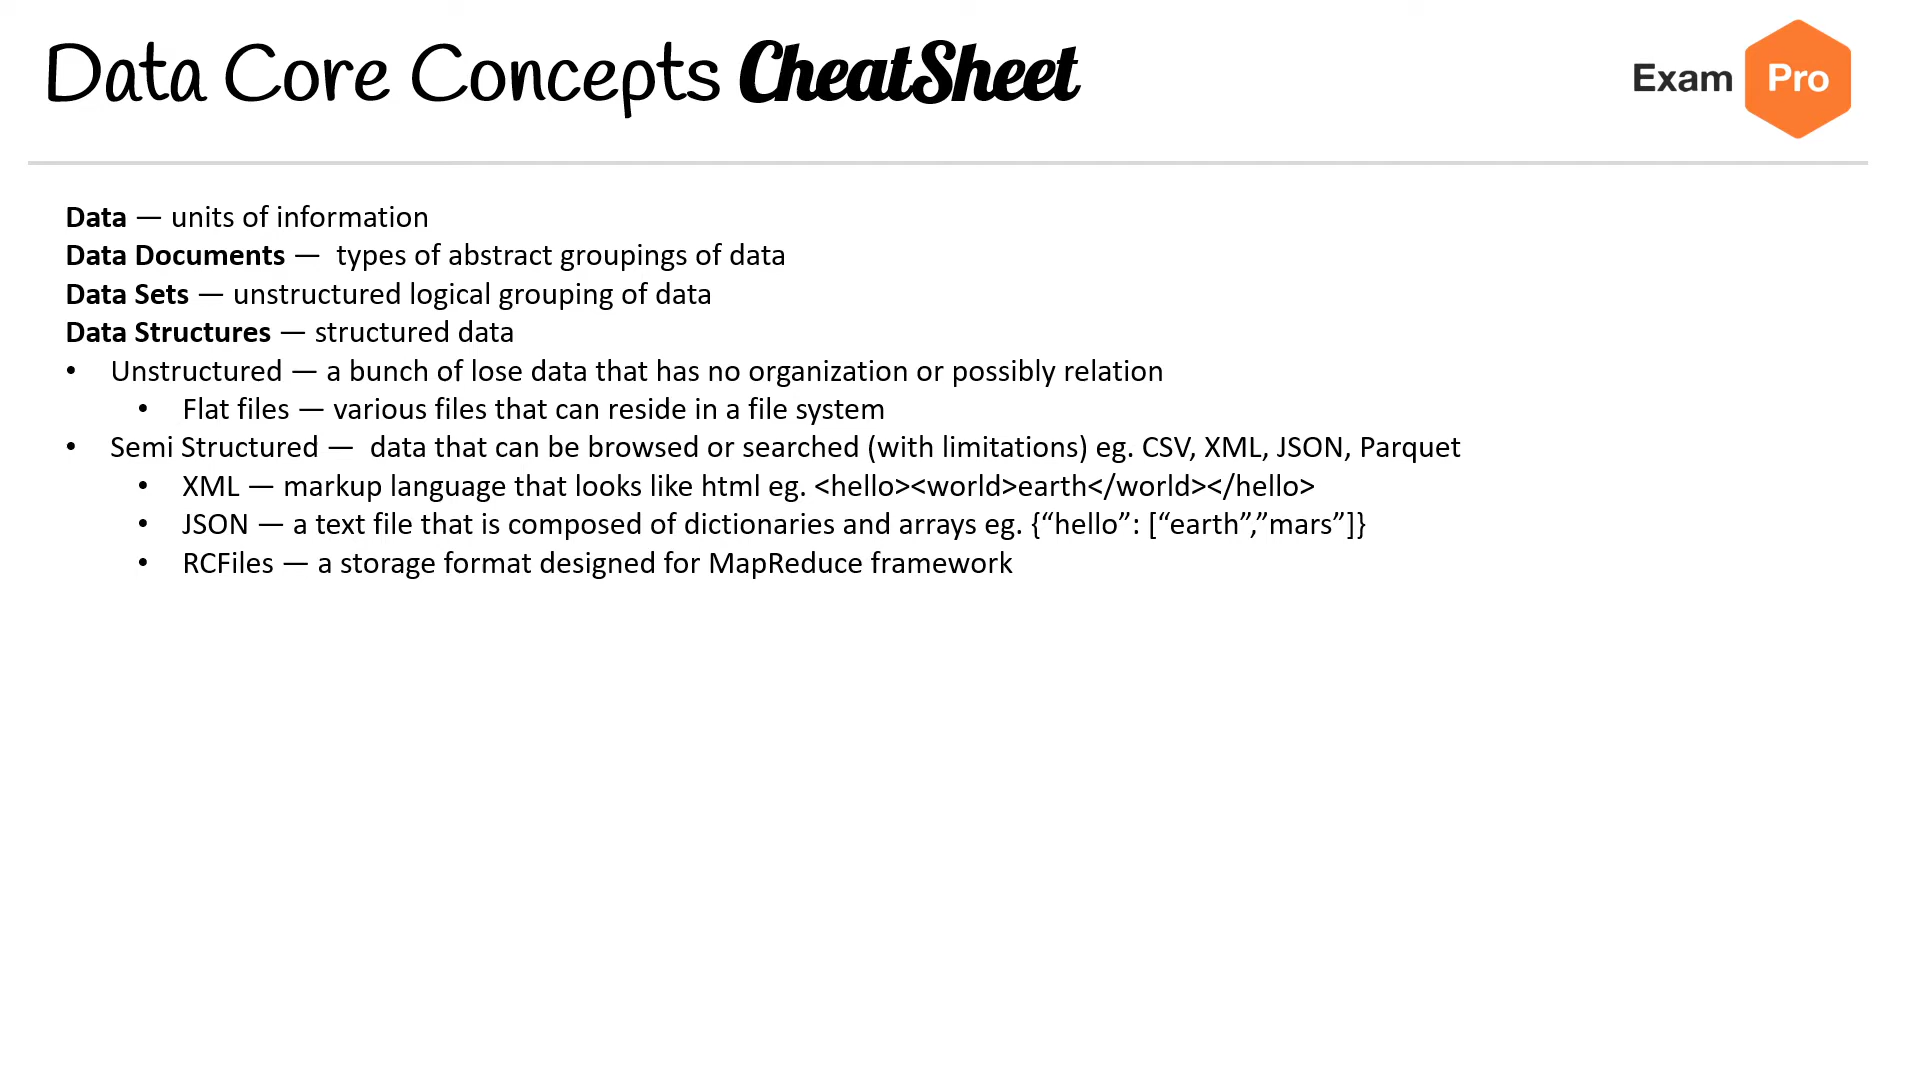 Data Core Concepts CheatSheet
Exam Pro
Data — units of information
Data Documents — types of abstract groupings of data
Data Sets — unstructured logical grouping of data
Data Structures — structured data
• Unstructured — a bunch of lose data that has no organization or possibly relation
• Flat files — various files that can reside in a file system
• Semi Structured — data that can be browsed or searched (with limitations) eg. CSV, XML, JSON, Parquet
• XML — markup language that looks like html eg. <hello><world>earth</world></hello>
• JSON — a text file that is composed of dictionaries and arrays eg. {“hello”: [“earth”,”mars”]}
• RCFiles — a storage format designed for MapReduce framework